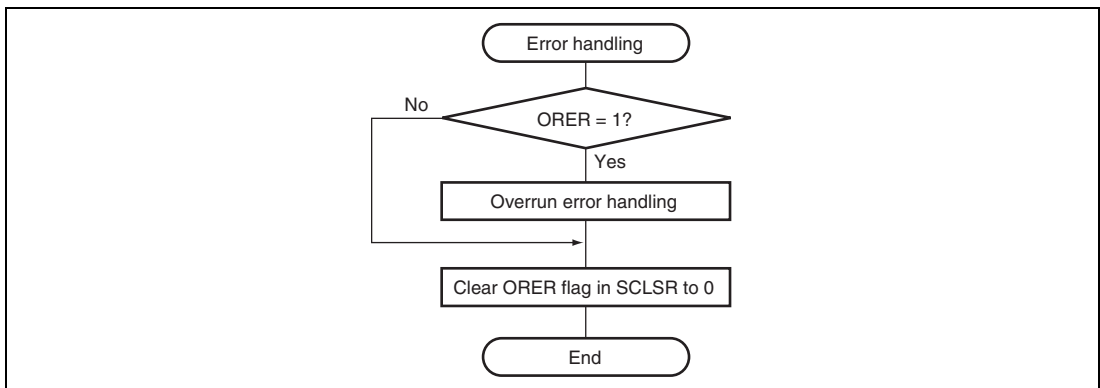 Error handling
No
ORER = 1?
Yes
Overrun error handling
Clear ORER flag in SCLSR to 0
End